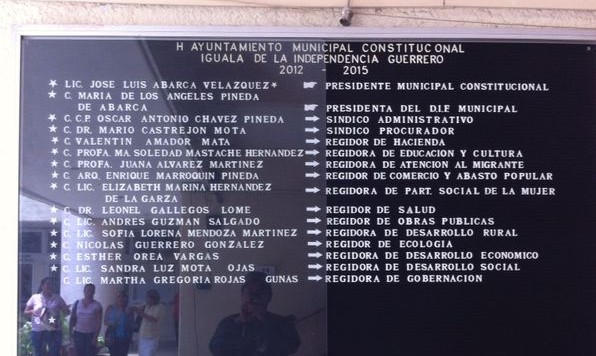 H AYUNTAMIENTO MUNICIPAL CONSTITUCIONAL
IGUALA DE LA INDEPENDENCIA GUERRERO
2012 - 2015
★ LIC. JOSE LUIS ABARCA VELAZQUEZ* ☛ PRESIDENTE MUNICIPAL CONSTITUCIONAL
★ C. MARIA DE LOS ANGELES PINEDA
DE ABARCA ☛ PRESIDENTA DEL D.I.F MUNICIPAL
★ C. C.P. OSCAR ANTONIO CHAVEZ PINEDA ➡ SINDICO ADMINISTRATIVO
★ C. DR. MARIO CASTREJON MOTA ➡ SINDICO PROCURADOR
★ C. VALENTIN AMADOR MATA ➡ REGIDOR DE HACIENDA
★ C. PROFA. MA. SOLEDAD MASTACHE HERNANDEZ ➡ REGIDORA DE EDUCACION Y CULTURA
★ C. PROFA. JUANA ALVAREZ MARTINEZ ➡ REGIDORA DE ATENCION AL MIGRANTE
★ C. ARQ. ENRIQUE MARROQUIN PINEDA ➡ REGIDOR DE COMERCIO Y ABASTO POPULAR
★ C. LIC. ELIZABETH MARINA HERNANDEZ
DE LA GARZA ➡ REGIDORA DE PART. SOCIAL DE LA MUJER
★ C. DR. LEONEL GALLEGOS LOME ➡ REGIDOR DE SALUD
★ C. LIC. ANDRES GUZMAN SALGADO ➡ REGIDOR DE OBRAS PUBLICAS
★ C. LIC. SOFIA LORENA MENDOZA MARTINEZ ➡ REGIDORA DE DESARROLLO RURAL
★ C. NICOLAS GUERRERO GONZALEZ ➡ REGIDOR DE ECOLOGIA
★ C. ESTHER OREA VARGAS ➡ REGIDORA DE DESARROLLO ECONOMICO
★ C. LIC. SANDRA LUZ MOTA OJAS ➡ REGIDORA DE DESARROLLO SOCIAL
C. LIC. MARTHA GREGORIA ROJAS GUNAS ➡ REGIDORA DE GOBERNACION